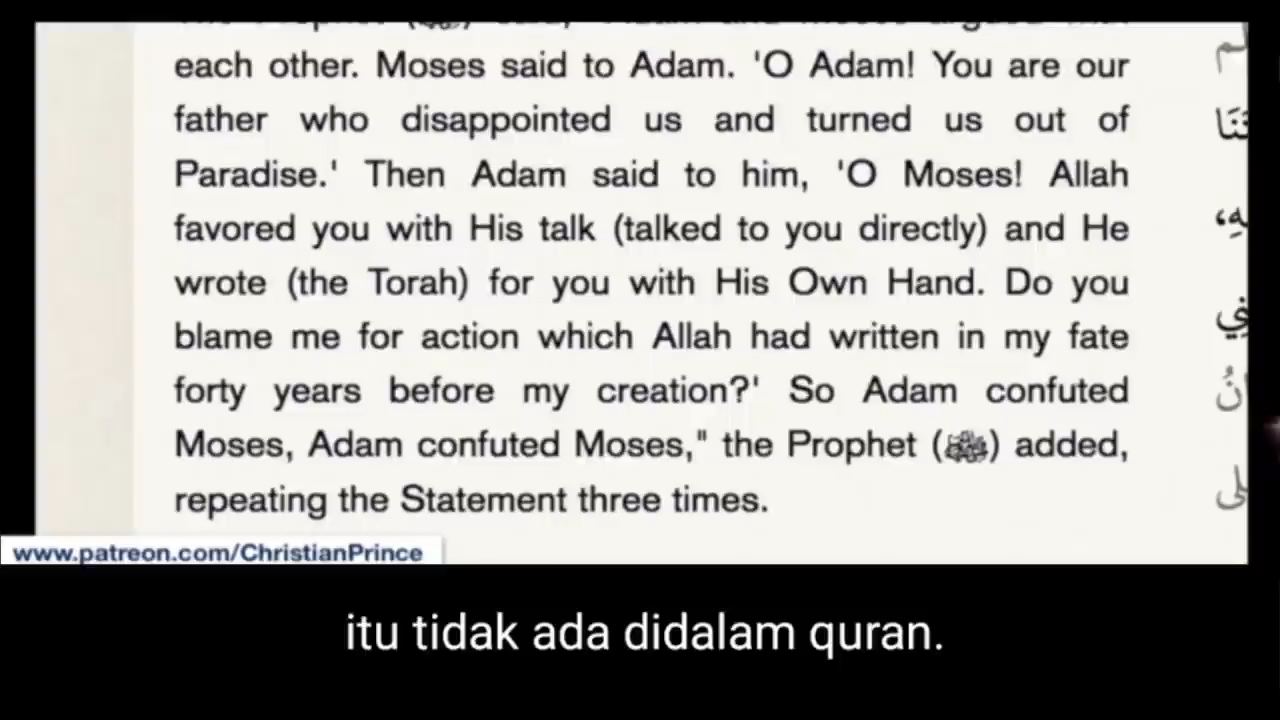 each other. Moses said to Adam. 'O Adam! You are our
father who disappointed us and turned us out of
Paradise.' Then Adam said to him, 'O Moses! Allah
favored you with His talk (talked to you directly) and He
wrote (the Torah) for you with His Own Hand. Do you
blame me for action which Allah had written in my fate
forty years before my creation?' So Adam confuted
Moses, Adam confuted Moses," the Prophet (ﷺ) added,
repeating the Statement three times.
www.patreon.com/ChristianPrince
itu tidak ada didalam quran.